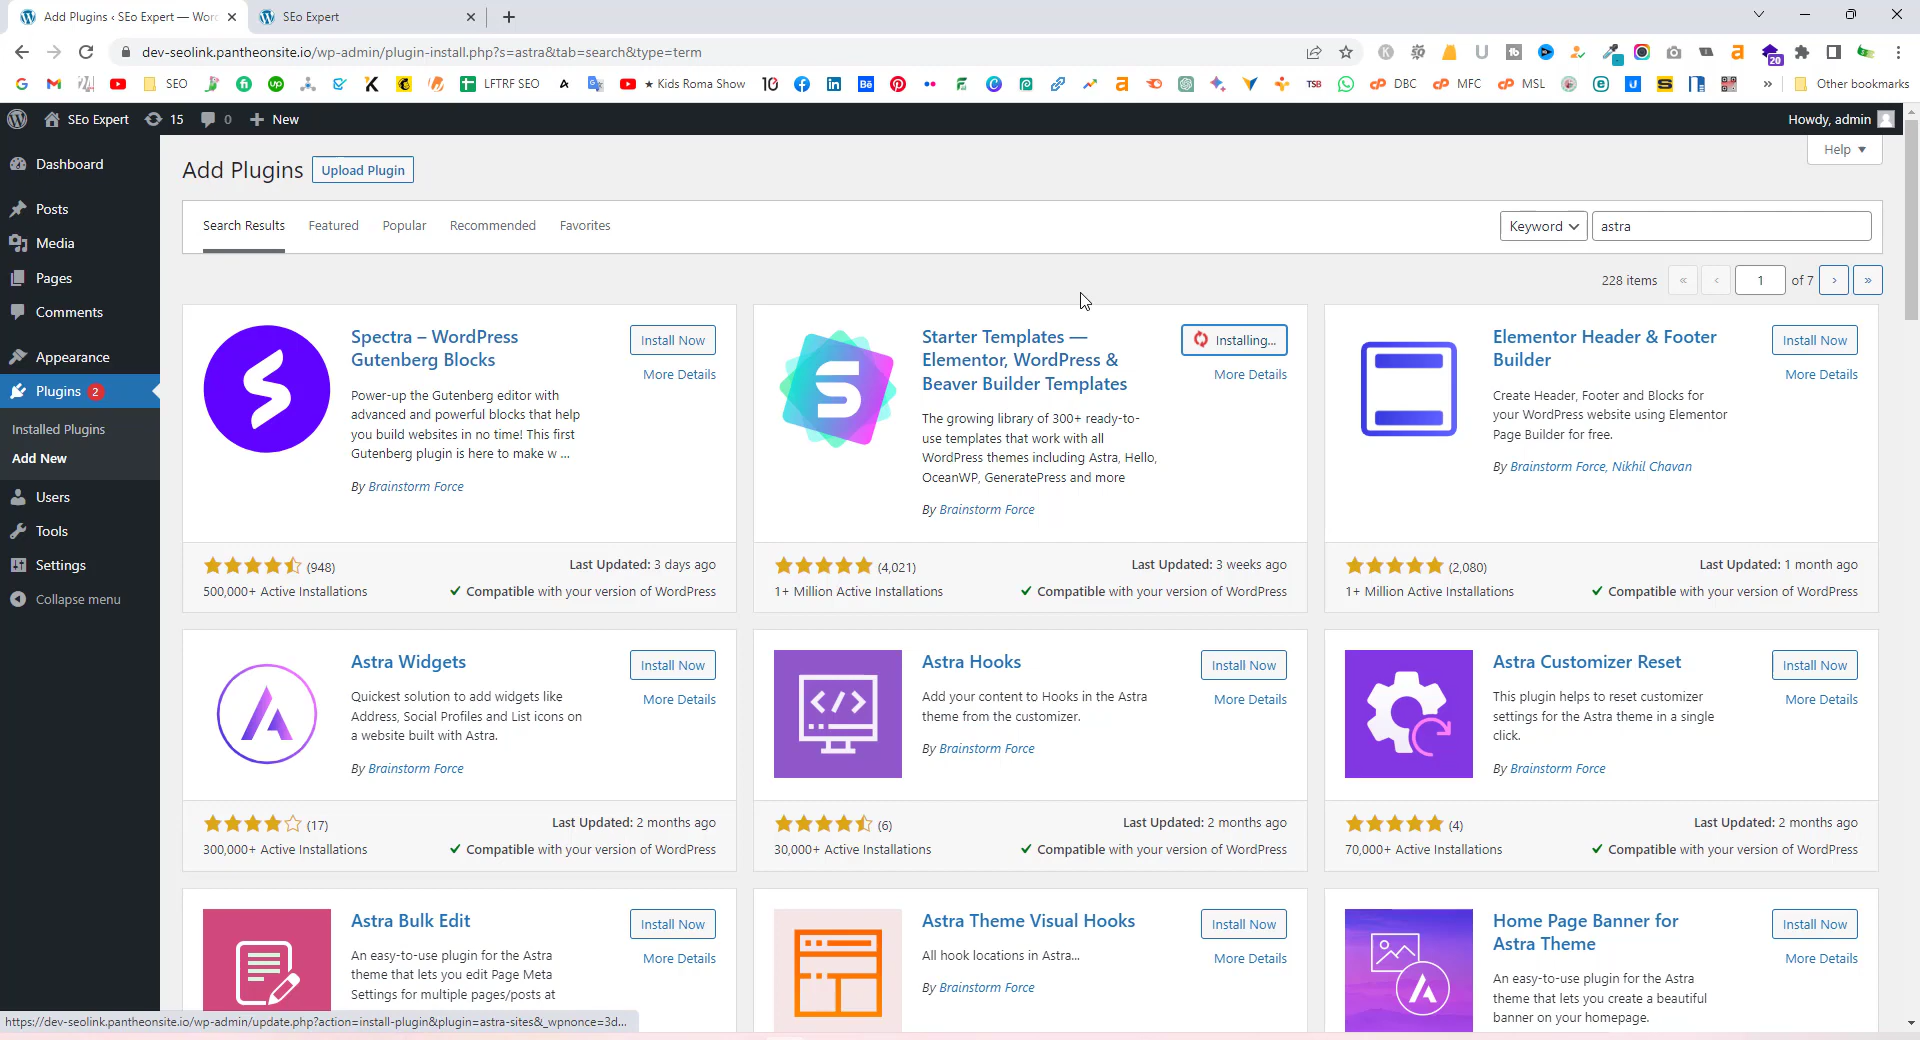 Add Plugins ‹ SEo Expert — Wor
SEo Expert
dev-seolink.pantheonsite.io/wp-admin/plugin-install.php?s=astra&tab=search&type=term
20
SEO
LFTRF SEO
★ Kids Roma Show
DBC
MFC
MSL
»
Other bookmarks
SEo Expert
15
0
New
Howdy, admin
Help
Dashboard
Posts
Media
Pages
Comments
Appearance
Plugins 2
Installed Plugins
Add New
Users
Tools
Settings
Collapse menu
Add Plugins
Upload Plugin
Search Results
Featured
Popular
Recommended
Favorites
Keyword
astra
228 items
«
‹
1
of 7
›
»
Spectra – WordPress
Gutenberg Blocks
Install Now
More Details
Power-up the Gutenberg editor with
advanced and powerful blocks that help
you build websites in no time! This first
Gutenberg plugin is here to make w ...
By Brainstorm Force
(948)
Last Updated: 3 days ago
500,000+ Active Installations
Compatible with your version of WordPress
Starter Templates —
Elementor, WordPress &
Beaver Builder Templates
Installing...
More Details
The growing library of 300+ ready-to-
use templates that work with all
WordPress themes including Astra, Hello,
OceanWP, GeneratePress and more
By Brainstorm Force
(4,021)
Last Updated: 3 weeks ago
1+ Million Active Installations
Compatible with your version of WordPress
Elementor Header & Footer
Builder
Install Now
More Details
Create Header, Footer and Blocks for
your WordPress website using Elementor
Page Builder for free.
By Brainstorm Force, Nikhil Chavan
(2,080)
Last Updated: 1 month ago
1+ Million Active Installations
Compatible with your version of WordPress
Astra Widgets
Install Now
More Details
Quickest solution to add widgets like
Address, Social Profiles and List icons on
a website built with Astra.
By Brainstorm Force
(17)
Last Updated: 2 months ago
300,000+ Active Installations
Compatible with your version of WordPress
Astra Hooks
Install Now
More Details
Add your content to Hooks in the Astra
theme from the customizer.
By Brainstorm Force
(6)
Last Updated: 2 months ago
30,000+ Active Installations
Compatible with your version of WordPress
Astra Customizer Reset
Install Now
More Details
This plugin helps to reset customizer
settings for the Astra theme in a single
click.
By Brainstorm Force
(4)
Last Updated: 2 months ago
70,000+ Active Installations
Compatible with your version of WordPress
Astra Bulk Edit
Install Now
More Details
An easy-to-use plugin for the Astra
theme that lets you edit Page Meta
Settings for multiple pages/posts at
Astra Theme Visual Hooks
Install Now
More Details
All hook locations in Astra...
By Brainstorm Force
Home Page Banner for
Astra Theme
Install Now
More Details
An easy-to-use plugin for the Astra
theme that lets you create a beautiful
banner on your homepage.
https://dev-seolink.pantheonsite.io/wp-admin/update.php?action=install-plugin&plugin=astra-sites&_wpnonce=3d...